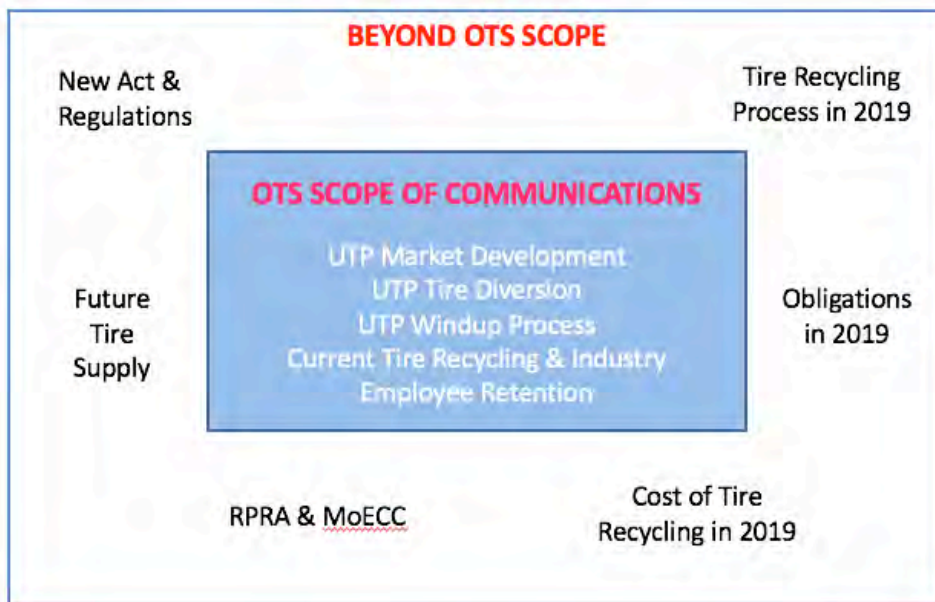 BEYOND OTS SCOPE
New Act &
Regulations
Tire Recycling
Process in 2019
OTS SCOPE OF COMMUNICATIONS
UTP Market Development
UTP Tire Diversion
UTP Windup Process
Current Tire Recycling & Industry
Employee Retention
Future
Tire
Supply
Obligations
in 2019
RPRA & MoECC
Cost of Tire
Recycling in 2019